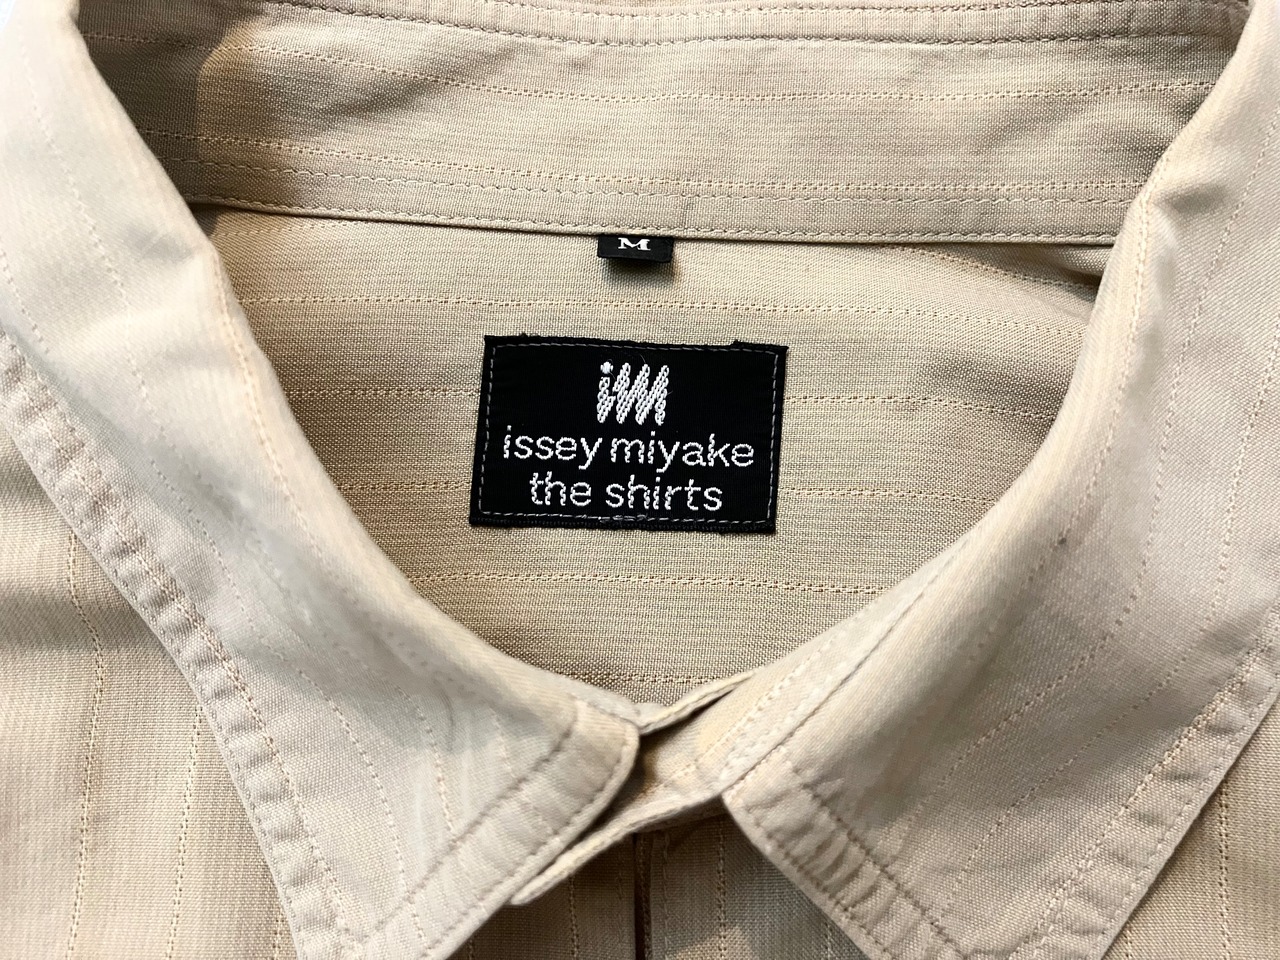 M
im
issey miyake
the shirts